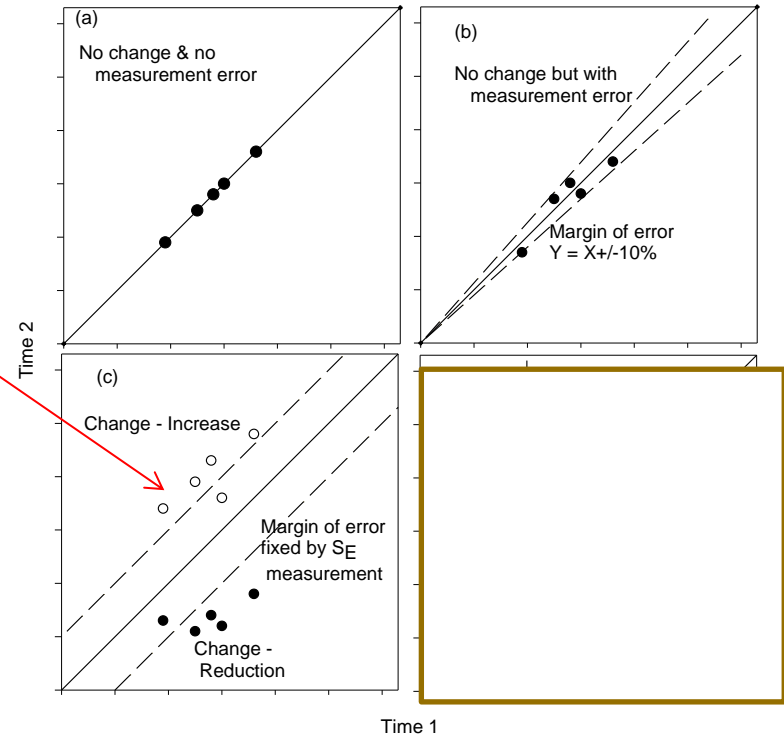 (a)
No change & no
measurement error
(b)
No change but with
measurement error
Margin of error
Y = X+/-10%
Time 2
(c)
Change - Increase
Margin of error
fixed by SE
measurement
Change -
Reduction
Time 1